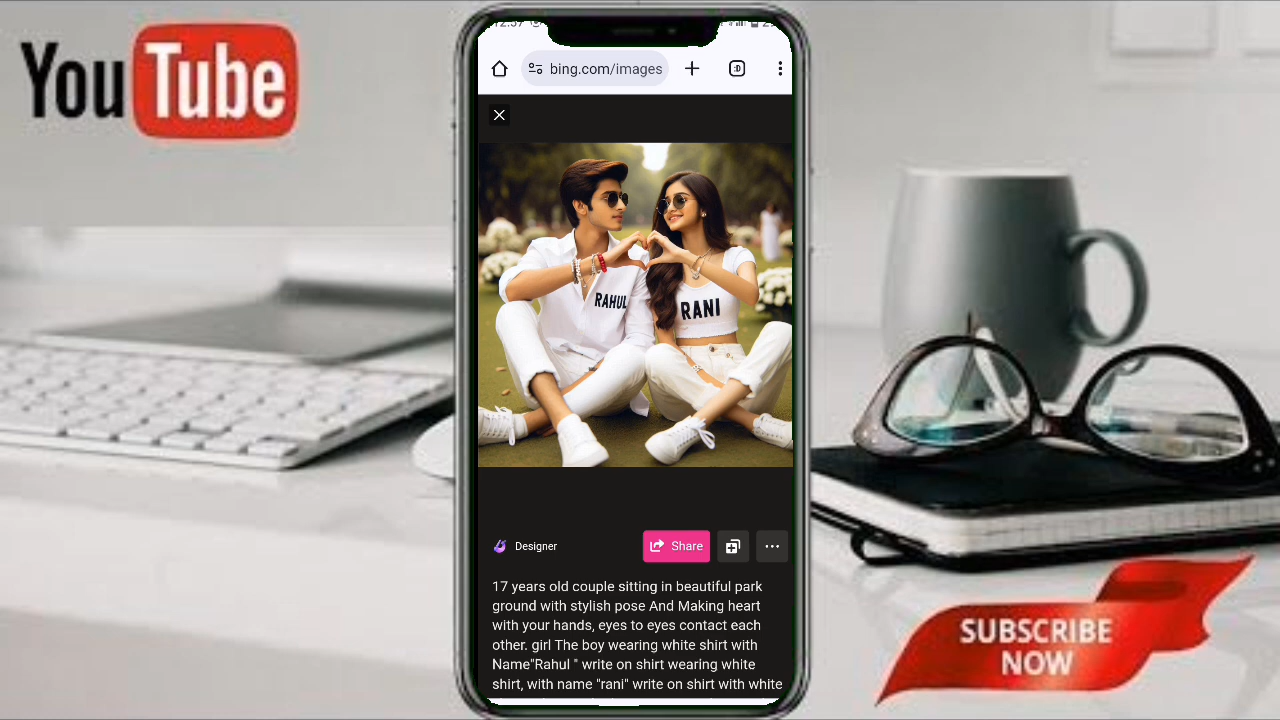 YouTube
bing.com/images
:D
RAHUL
RANI
Designer
Share
17 years old couple sitting in beautiful park
ground with stylish pose And Making heart
with your hands, eyes to eyes contact each
other. girl The boy wearing white shirt with
Name"Rahul " write on shirt wearing white
shirt, with name "rani" write on shirt with white
SUBSCRIBE
NOW